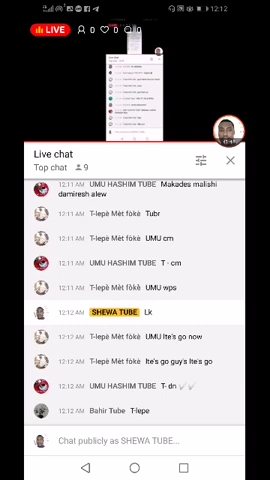 12:12
LIVE 0 0 0
Live chat
Top chat 9
12:11 AM UMU HASHIM TUBE Makades malishi
damiresh alew
12:11 AM T-lepè Mèt fòkè Tubr
12:11 AM T-lepè Mèt fòkè UMU cm
12:11 AM UMU HASHIM TUBE T - cm
12:11 AM T-lepè Mèt fòkè UMU wps
12:12 AM SHEWA TUBE Lk
12:12 AM T-lepè Mèt fòkè UMU Ite's go now
12:12 AM T-lepè Mèt fòkè Ite's go guy's Ite's go
12:12 AM UMU HASHIM TUBE T- dn
12:12 AM Bahir Tube T-lepe
Chat publicly as SHEWA TUBE...